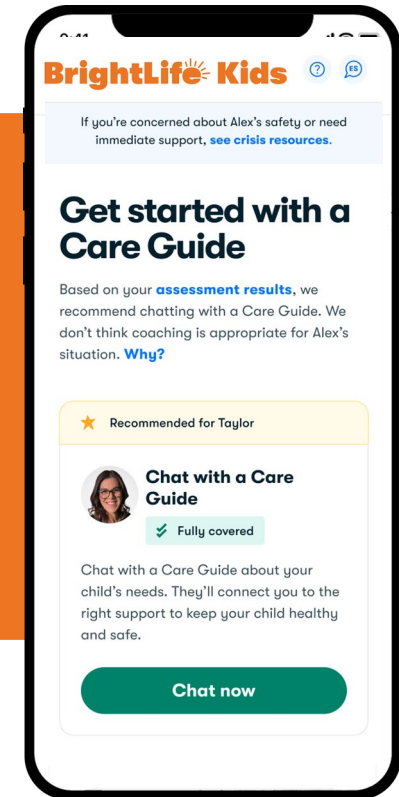 BrightLife Kids
ES
If you're concerned about Alex's safety or need
immediate support, see crisis resources.
Get started with a
Care Guide
Based on your assessment results, we
recommend chatting with a Care Guide. We
don't think coaching is appropriate for Alex's
situation. Why?
Recommended for Taylor
Chat with a Care
Guide
Fully covered
Chat with a Care Guide about your
child's needs. They'll connect you to the
right support to keep your child healthy
and safe.
Chat now